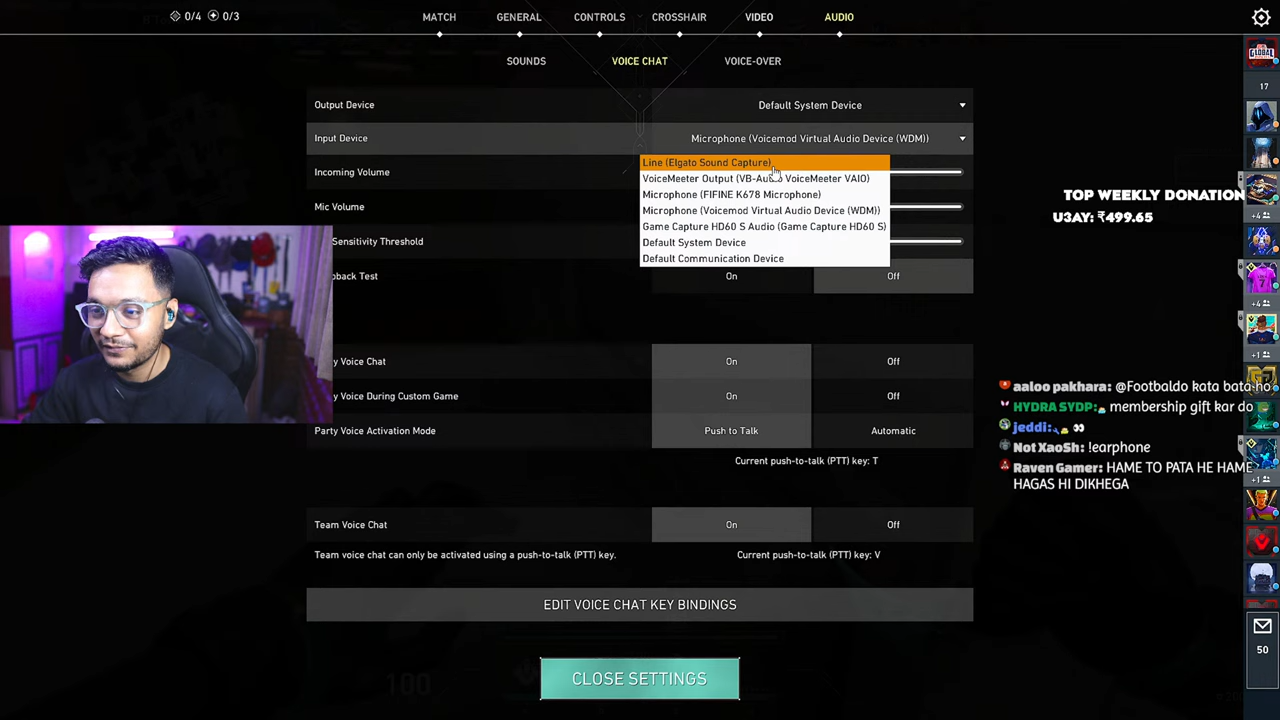 0/4 0/3
MATCH GENERAL CONTROLS CROSSHAIR VIDEO AUDIO
SOUNDS VOICE CHAT VOICE-OVER
Output Device Default System Device
Input Device Microphone (Voicemod Virtual Audio Device (WDM))
Line (Elgato Sound Capture)
Incoming Volume
VoiceMeeter Output (VB-Audio VoiceMeeter VAIO)
Microphone (FIFINE K678 Microphone)
Mic Volume
Microphone (Voicemod Virtual Audio Device (WDM))
Game Capture HD60 S Audio (Game Capture HD60 S)
Sensitivity Threshold
Default System Device
Default Communication Device
pback Test On Off
y Voice Chat On Off
y Voice During Custom Game On Off
Party Voice Activation Mode Push to Talk Automatic
Current push-to-talk (PTT) key: T
Team Voice Chat On Off
Team voice chat can only be activated using a push-to-talk (PTT) key. Current push-to-talk (PTT) key: V
EDIT VOICE CHAT KEY BINDINGS
CLOSE SETTINGS
100
TOP WEEKLY DONATION
U3AY: ₹499.65
aaloo pakhara: @Footbaldo kata bata ho
HYDRA SYDP: membership gift kar do
jeddi: 👀
Not XaoSh: !earphone
Raven Gamer: HAME TO PATA HE HAME
HAGAS HI DIKHEGA
GLOBAL
17
+4
7
+4
+1
+1
50